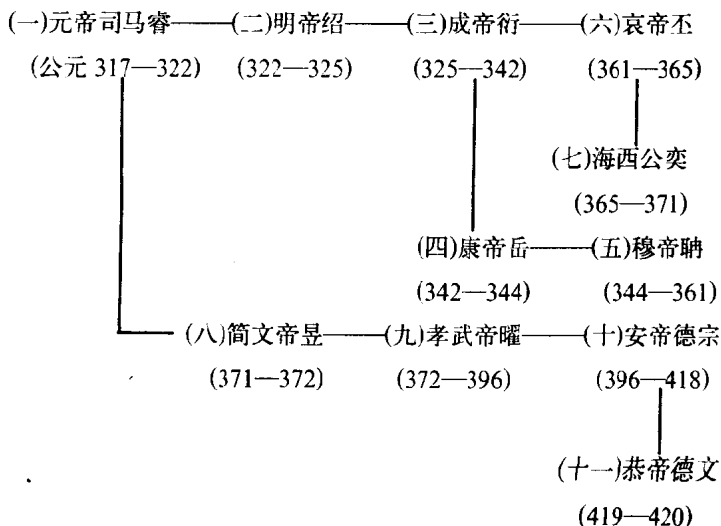 (一)元帝司马睿——(二)明帝绍——(三)成帝衍——(六)哀帝丕
(公元 317—322) (322—325) (325—342) (361—365)
(七)海西公奕
(365—371)
(四)康帝岳——(五)穆帝聃
(342—344) (344—361)
(八)简文帝昱——(九)孝武帝曜——(十)安帝德宗
(371—372) (372—396) (396—418)
(十一)恭帝德文
(419—420)